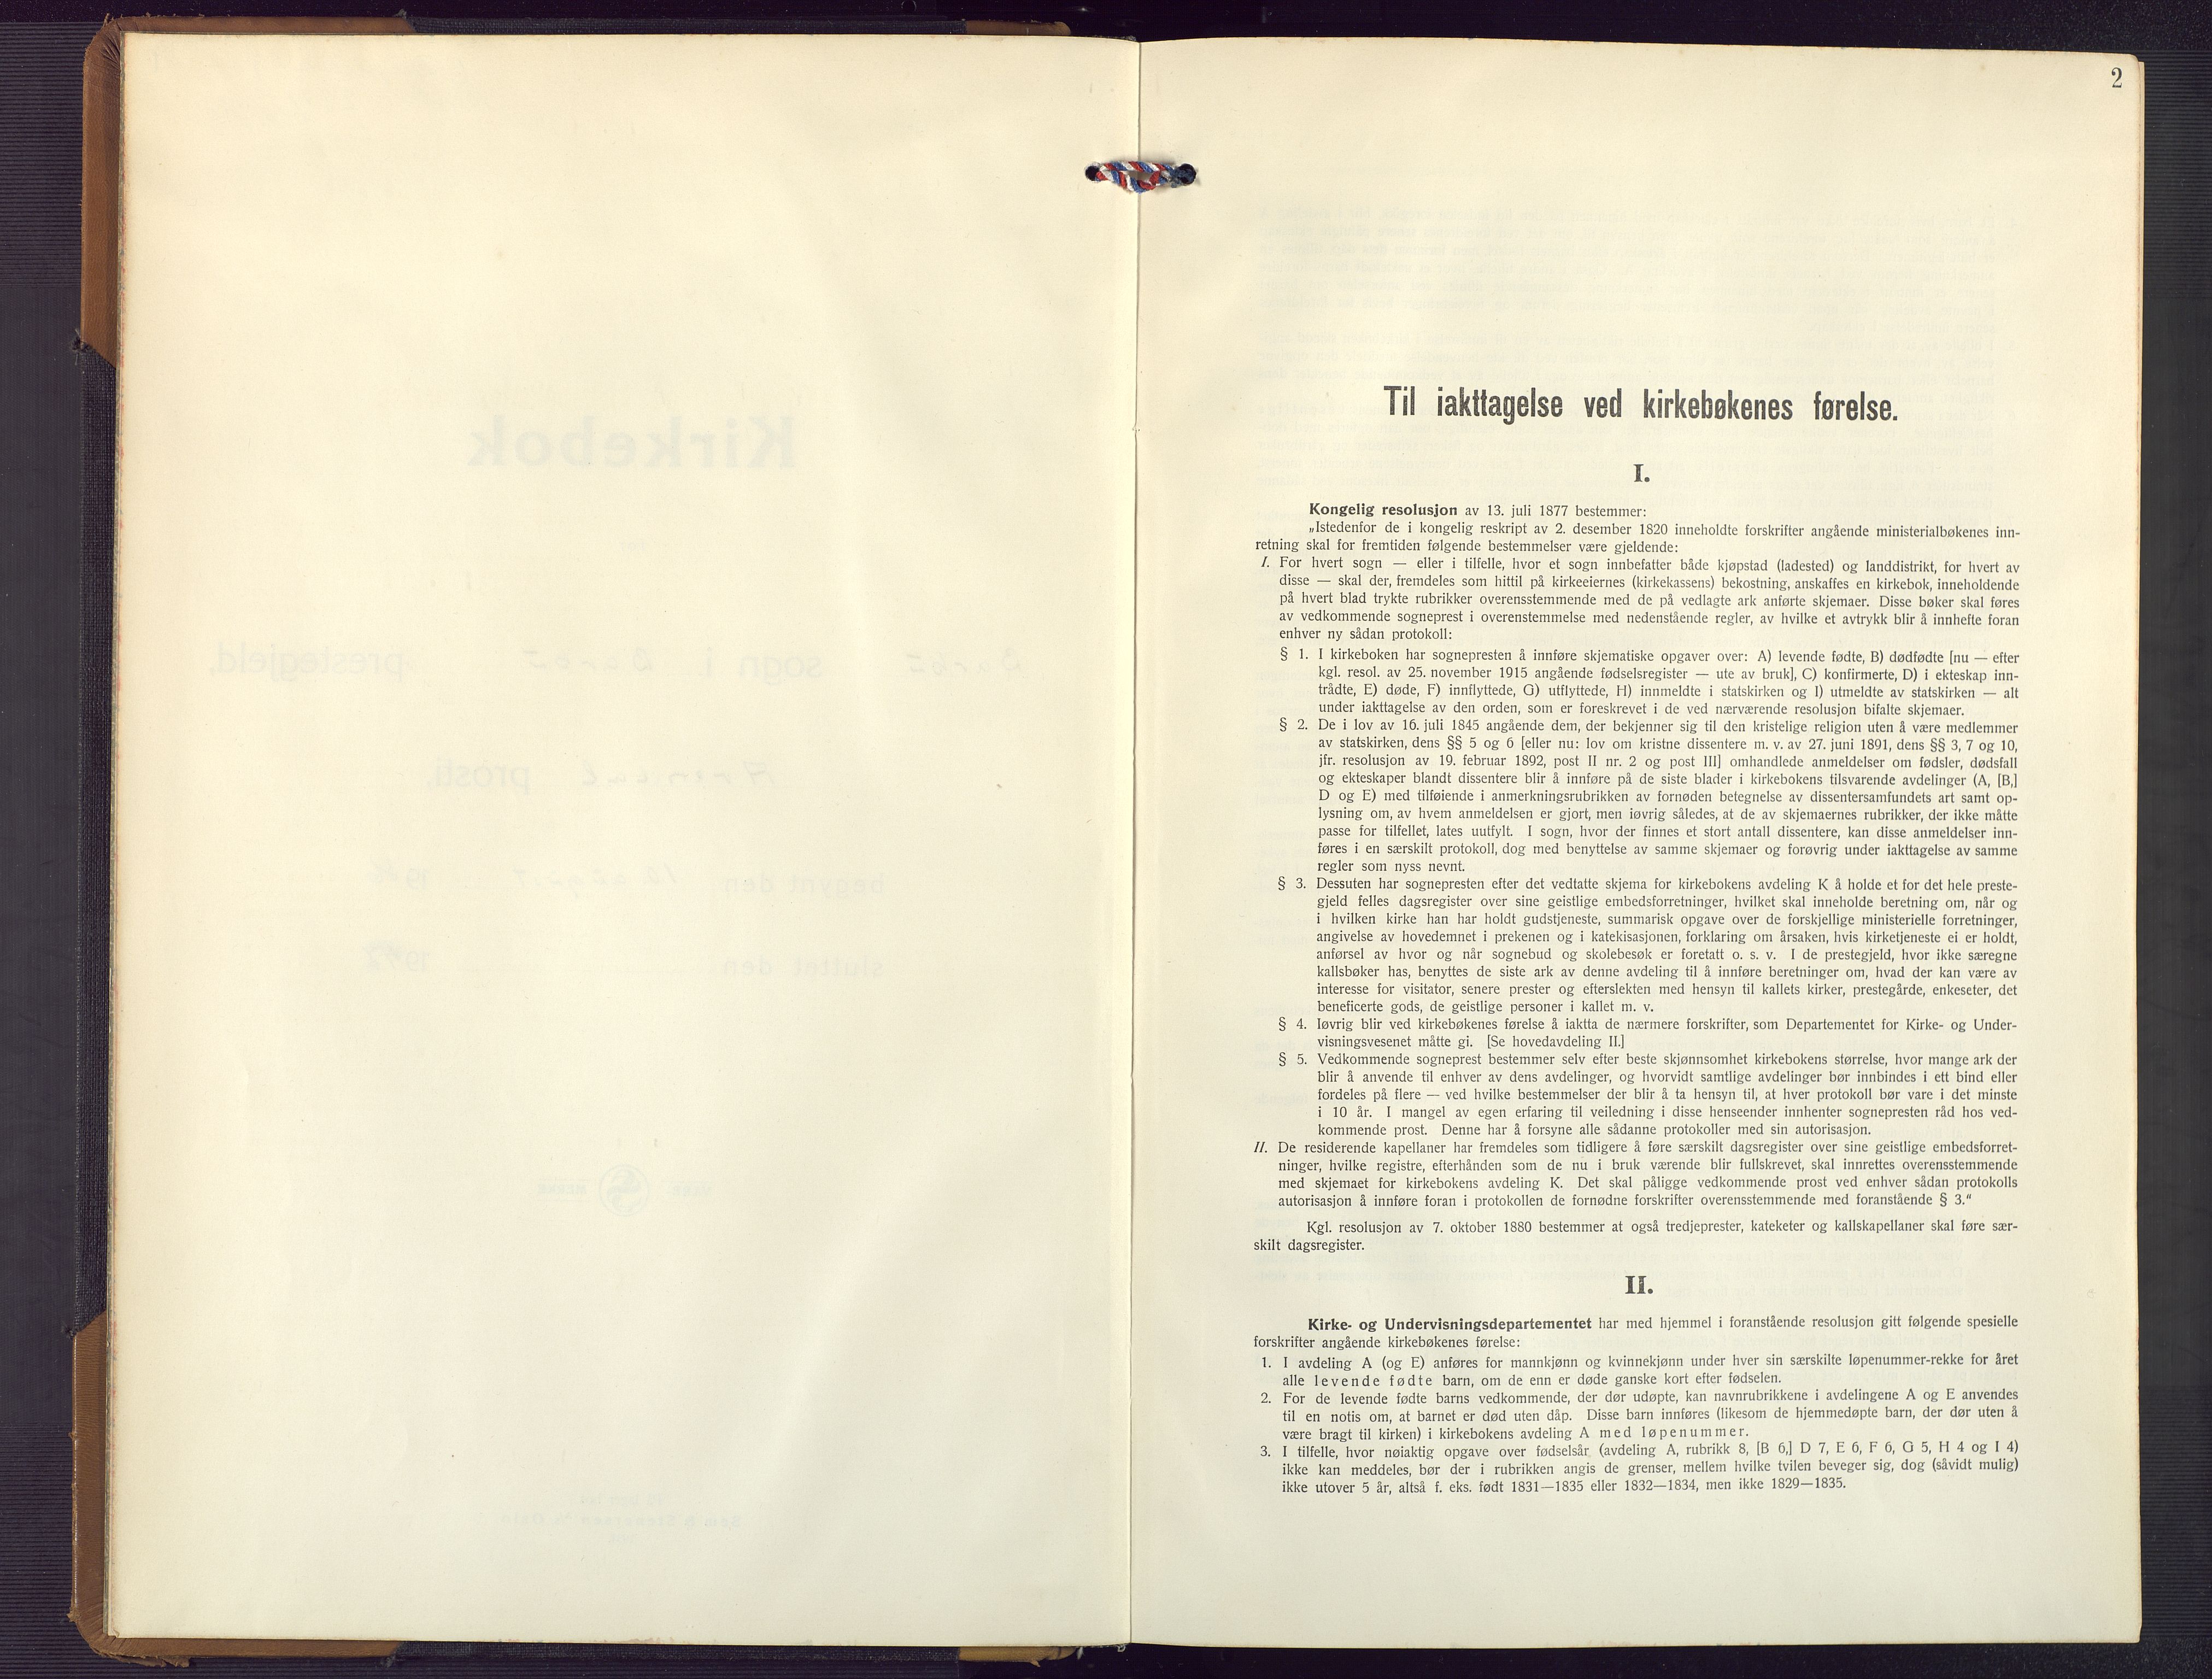 2
Til iakttagelse ved kirkebøkenes førelse.
I.
Kongelig resolusjon av 13. juli 1877 bestemmer:
„Istedenfor de i kongelig reskript av 2. desember 1820 inneholdte forskrifter angående ministerialbøkenes inn-
retning skal for fremtiden følgende bestemmelser være gjeldende:
I. For hvert sogn — eller i tilfelle, hvor et sogn innbefatter både kjøpstad (ladested) og landdistrikt, for hvert av
disse — skal der, fremdeles som hittil på kirkeeiernes (kirkekassens) bekostning, anskaffes en kirkebok, inneholdende
på hvert blad trykte rubrikker overensstemmende med de på vedlagte ark anførte skjemaer. Disse bøker skal føres
av vedkommende sogneprest i overenstemmelse med nedenstående regler, av hvilke et avtrykk blir å innhefte foran
enhver ny sådan protokoll:
§ 1. I kirkeboken har sognepresten å innføre skjematiske opgaver over: A) levende fødte, B) dødfødte [nu — efter
kgl. resol. av 25. november 1915 angående fødselsregister — ute av bruk], C) konfirmerte, D) i ekteskap inn-
trådte, E) døde, F) innflyttede, G) utflyttede, H) innmeldte i statskirken og I) utmeldte av statskirken — alt
under iakttagelse av den orden, som er foreskrevet i de ved nærværende resolusjon bifalte skjemaer.
§ 2. De i lov av 16. juli 1845 angående dem, der bekjenner sig til den kristelige religion uten å være medlemmer
av statskirken, dens §§ 5 og 6 [eller nu: lov om kristne dissentere m. v. av 27. juni 1891, dens §§ 3, 7 og 10,
jfr. resolusjon av 19. februar 1892, post II nr. 2 og post III] omhandlede anmeldelser om fødsler, dødsfall
og ekteskaper blandt dissentere blir å innføre på de siste blader i kirkebokens tilsvarende avdelinger (A, [B,]
D og E) med tilføiende i anmerkningsrubrikken av fornøden betegnelse av dissentersamfundets art samt op-
lysning om, av hvem anmeldelsen er gjort, men iøvrig således, at de av skjemaernes rubrikker, der ikke måtte
passe for tilfellet, lates uutfylt. I sogn, hvor der finnes et stort antall dissentere, kan disse anmeldelser inn-
føres i en særskilt protokoll, dog med benyttelse av samme skjemaer og forøvrig under iakttagelse av samme
regler som nyss nevnt.
§ 3. Dessuten har sognepresten efter det vedtatte skjema for kirkebokens avdeling K å holde et for det hele preste-
gjeld felles dagsregister over sine geistlige embedsforretninger, hvilket skal inneholde beretning om, når og
i hvilken kirke han har holdt gudstjeneste, summarisk opgave over de forskjellige ministerielle forretninger,
angivelse av hovedemnet i prekenen og i katekisasjonen, forklaring om årsaken, hvis kirketjeneste ei er holdt,
anførsel av hvor og når sognebud og skolebesøk er foretatt o. s. v. I de prestegjeld, hvor ikke særegne
kallsbøker has, benyttes de siste ark av denne avdeling til å innføre beretninger om, hvad der kan være av
interesse for visitator, senere prester og efterslekten med hensyn til kallets kirker, prestegårde, enkeseter, det
beneficerte gods, de geistlige personer i kallet m. v.
§ 4. Iøvrig blir ved kirkebøkenes førelse å iaktta de nærmere forskrifter, som Departementet for Kirke- og Under-
visningsvesenet måtte gi. [Se hovedavdeling II.]
§ 5. Vedkommende sogneprest bestemmer selv efter beste skjønnsomhet kirkebokens størrelse, hvor mange ark der
blir å anvende til enhver av dens avdelinger, og hvorvidt samtlige avdelinger bør innbindes i ett bind eller
fordeles på flere — ved hvilke bestemmelser der blir å ta hensyn til, at hver protokoll bør vare i det minste
i 10 år. I mangel av egen erfaring til veiledning i disse henseender innhenter sognepresten råd hos ved-
kommende prost. Denne har å forsyne alle sådanne protokoller med sin autorisasjon.
II. De residerende kapellaner har fremdeles som tidligere å føre særskilt dagsregister over sine geistlige embedsforret-
ninger, hvilke registre, efterhånden som de nu i bruk værende blir fullskrevet, skal innrettes overensstemmende
med skjemaet for kirkebokens avdeling K. Det skal påligge vedkommende prost ved enhver sådan protokolls
autorisasjon å innføre foran i protokollen de fornødne forskrifter overensstemmende med foranstående § 3.“
Kgl. resolusjon av 7. oktober 1880 bestemmer at også tredjeprester, kateketer og kallskapellaner skal føre sær-
skilt dagsregister.
II.
Kirke- og Undervisningsdepartementet har med hjemmel i foranstående resolusjon gitt følgende spesielle
forskrifter angående kirkebøkenes førelse:
1. I avdeling A (og E) anføres for mannkjønn og kvinnekjønn under hver sin særskilte løpenummer-rekke for året
alle levende fødte barn, om de enn er døde ganske kort efter fødselen.
2. For de levende fødte barns vedkommende, der dør udøpte, kan navnrubrikkene i avdelingene A og E anvendes
til en notis om, at barnet er død uten dåp. Disse barn innføres (likesom de hjemmedøpte barn, der dør uten å
være bragt til kirken) i kirkebokens avdeling A med løpenummer.
3. I tilfelle, hvor nøiaktig opgave over fødselsår (avdeling A, rubrikk 8, [B 6,] D 7, E 6, F 6, G 5, H 4 og I 4)
ikke kan meddeles, bør der i rubrikken angis de grenser, mellem hvilke tvilen beveger sig, dog (såvidt mulig)
ikke utover 5 år, altså f. eks. født 1831—1835 eller 1832—1834, men ikke 1829—1835.